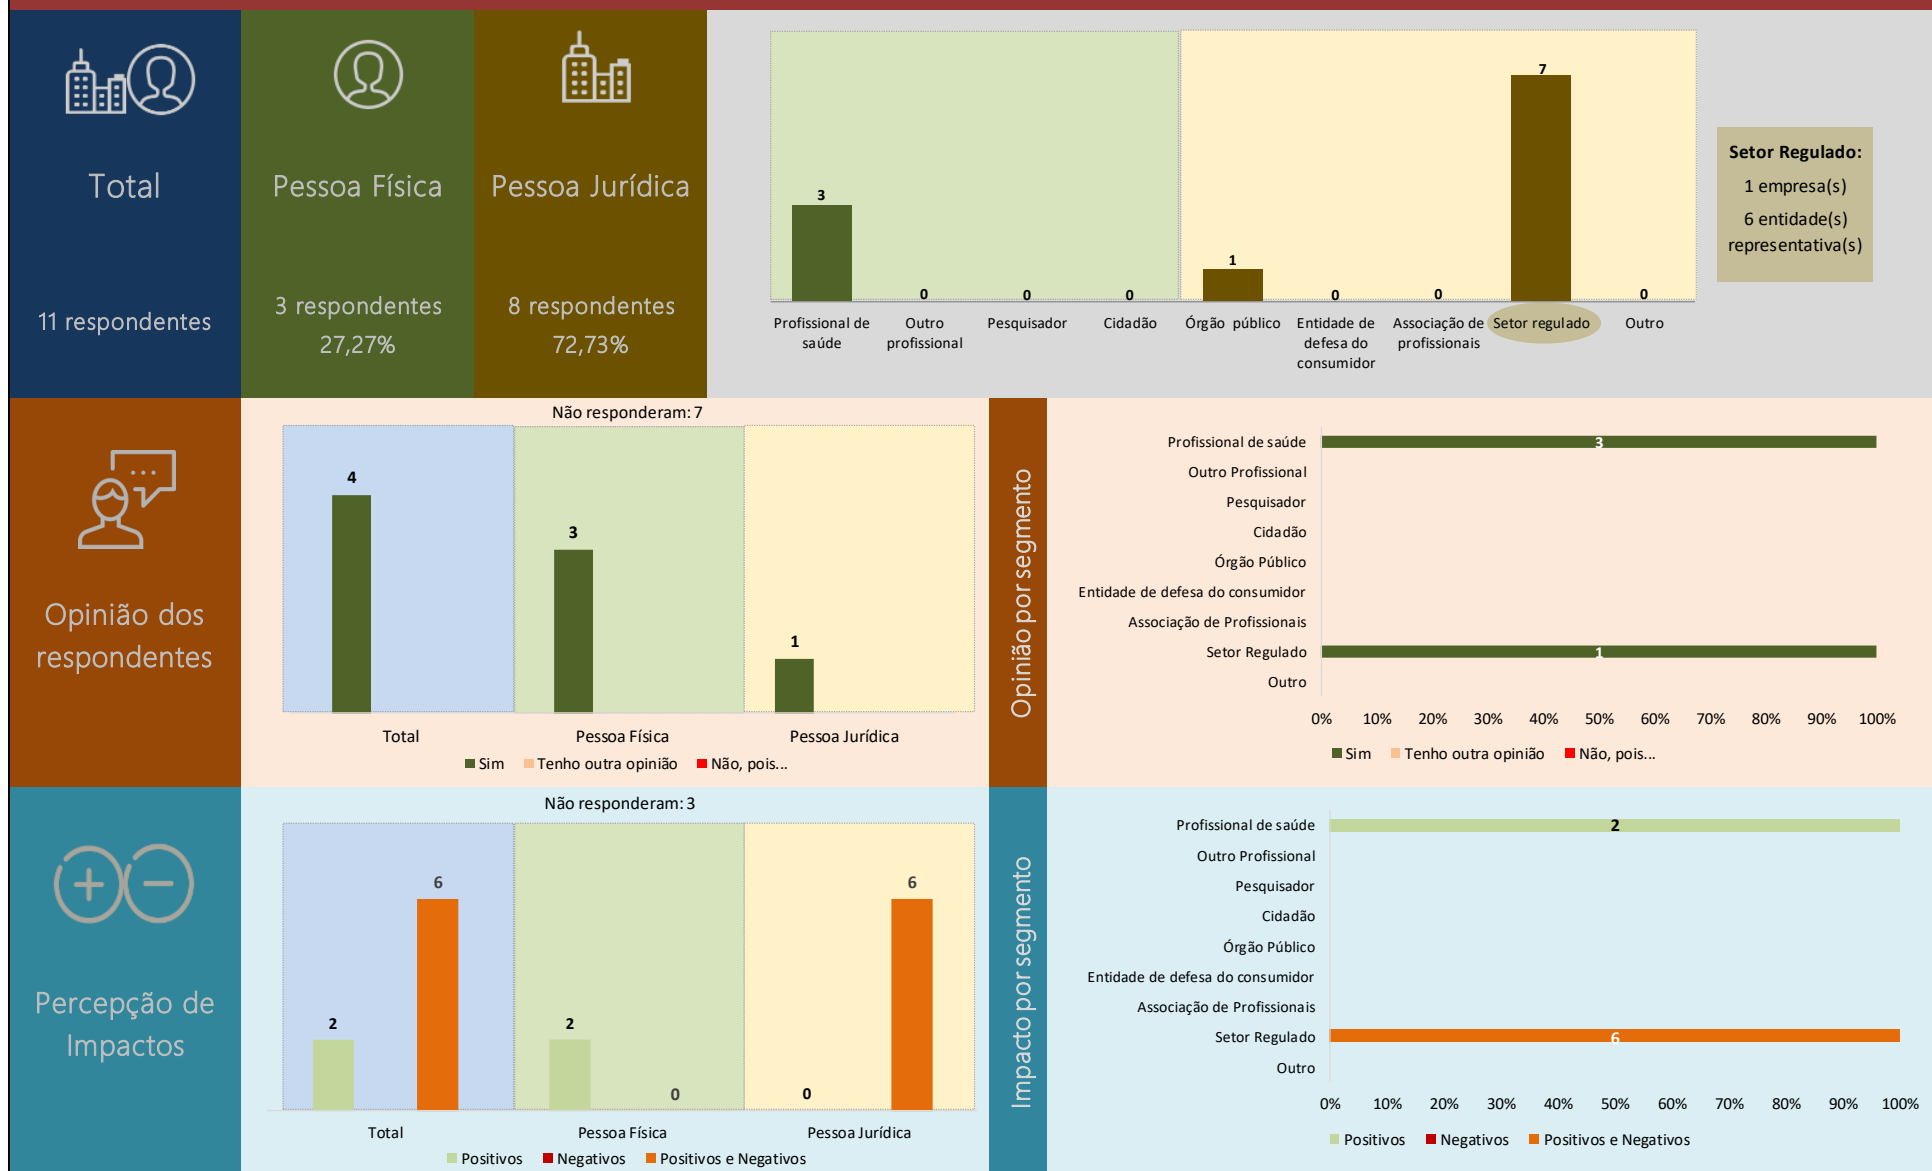 Total
11 respondentes
Pessoa Física
3 respondentes
27,27%
Pessoa Jurídica
8 respondentes
72,73%
3
0
0
0
1
0
0
7
0
Profissional de
saúde
Outro
profissional
Pesquisador
Cidadão
Órgão público
Entidade de
defesa do
consumidor
Associação de
profissionais
Setor regulado
Outro
Setor Regulado:
1 empresa(s)
6 entidade(s)
representativa(s)
Opinião dos
respondentes
Não responderam: 7
4
3
1
Total
Pessoa Física
Pessoa Jurídica
Sim
Tenho outra opinião
Não, pois...
Opinião por segmento
Profissional de saúde
3
Outro Profissional
Pesquisador
Cidadão
Órgão Público
Entidade de defesa do consumidor
Associação de Profissionais
Setor Regulado
1
Outro
0% 10% 20% 30% 40% 50% 60% 70% 80% 90% 100%
Sim
Tenho outra opinião
Não, pois...
Percepção de
Impactos
Não responderam: 3
2
6
2
0
0
6
Total
Pessoa Física
Pessoa Jurídica
Positivos
Negativos
Positivos e Negativos
Impacto por segmento
Profissional de saúde
2
Outro Profissional
Pesquisador
Cidadão
Órgão Público
Entidade de defesa do consumidor
Associação de Profissionais
Setor Regulado
6
Outro
0% 10% 20% 30% 40% 50% 60% 70% 80% 90% 100%
Positivos
Negativos
Positivos e Negativos